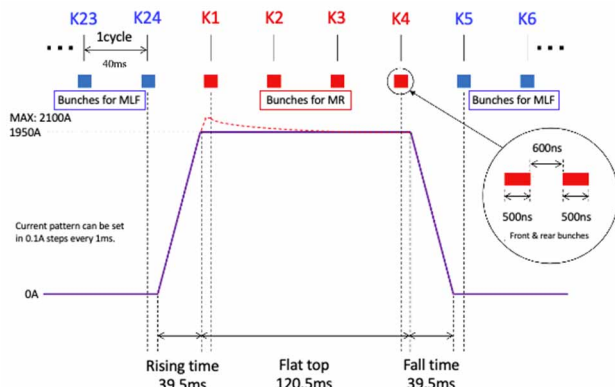 K23 K24 K1 K2 K3 K4 K5 K6
1cycle
40ms
Bunches for MLF
Bunches for MR
Bunches for MLF
MAX: 2100A
1950A
600ns
500ns 500ns
Front & rear bunches
Current pattern can be set
in 0.1A steps every 1ms.
0A
Rising time
39.5ms
Flat top
120.5ms
Fall time
39.5ms